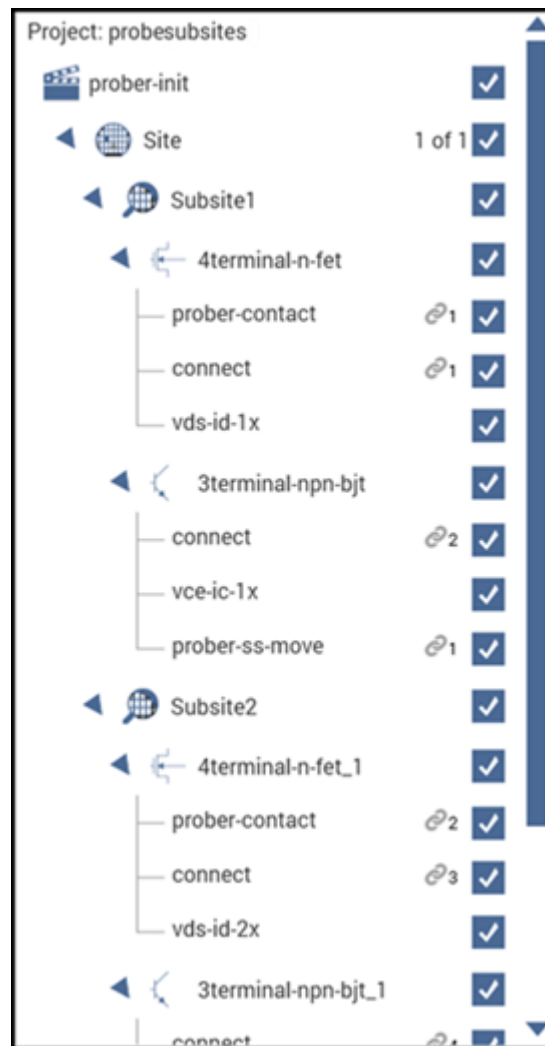 Project: probesubsites
prober-init
Site 1 of 1
Subsite1
4terminal-n-fet
prober-contact 1
connect 1
vds-id-1x
3terminal-npn-bjt
connect 2
vce-ic-1x
prober-ss-move 1
Subsite2
4terminal-n-fet_1
prober-contact 2
connect 3
vds-id-2x
3terminal-npn-bjt_1
connect 4